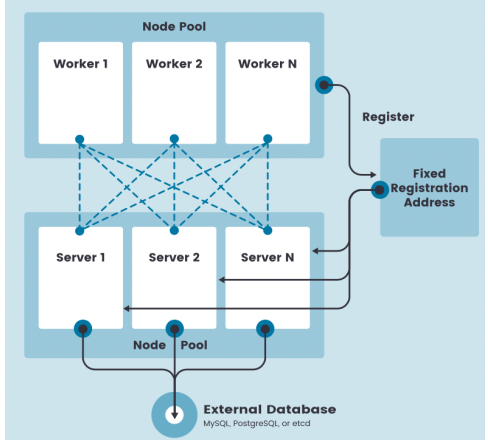 Node Pool
Worker 1
Worker 2
Worker N
Register
Fixed
Registration
Address
Server 1
Server 2
Server N
Node Pool
External Database
MySQL, PostgreSQL, or etcd